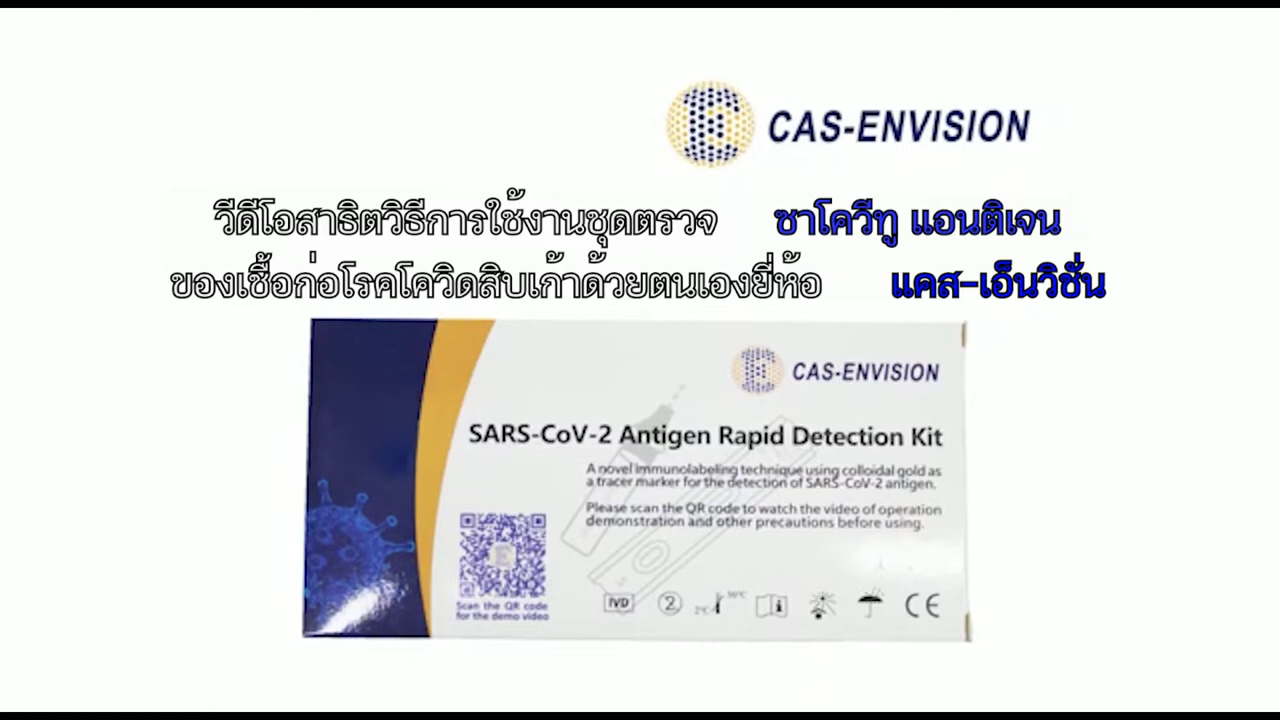 CAS-ENVISION
วีดีโอสาธิตวิธีการใช้งานชุดตรวจ ซาโควีทู แอนติเจน
ของเชื้อก่อโรคโควิดสิบเก้าด้วยตนเองยี่ห้อ แคส-เอ็นวิชั่น
CAS-ENVISION
SARS-CoV-2 Antigen Rapid Detection Kit
A novel immunolabeling technique using colloidal gold as
a tracer marker for the detection of SARS-CoV-2 antigen.
Please scan the QR code to watch the video of operation
demonstration and other precautions before using.
Scan the QR code
for the demo video
IVD
2
2°C
30°C
CE